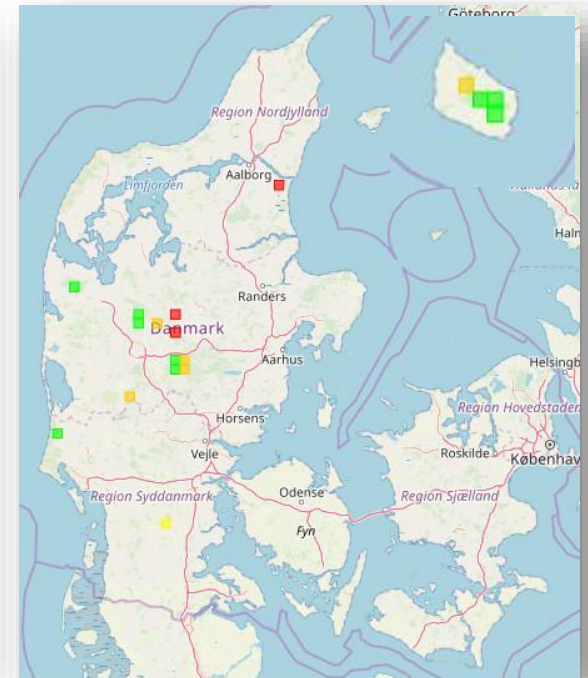 Göteborg
Region Nordjylland
Aalborg
Limfjorden
Randers
Danmark
Aarhus
Helsingb
Region Hovedstaden
Horsens
Vejle
Roskilde
Københav
Region Syddanmark
Odense
Region Sjælland
Fyn